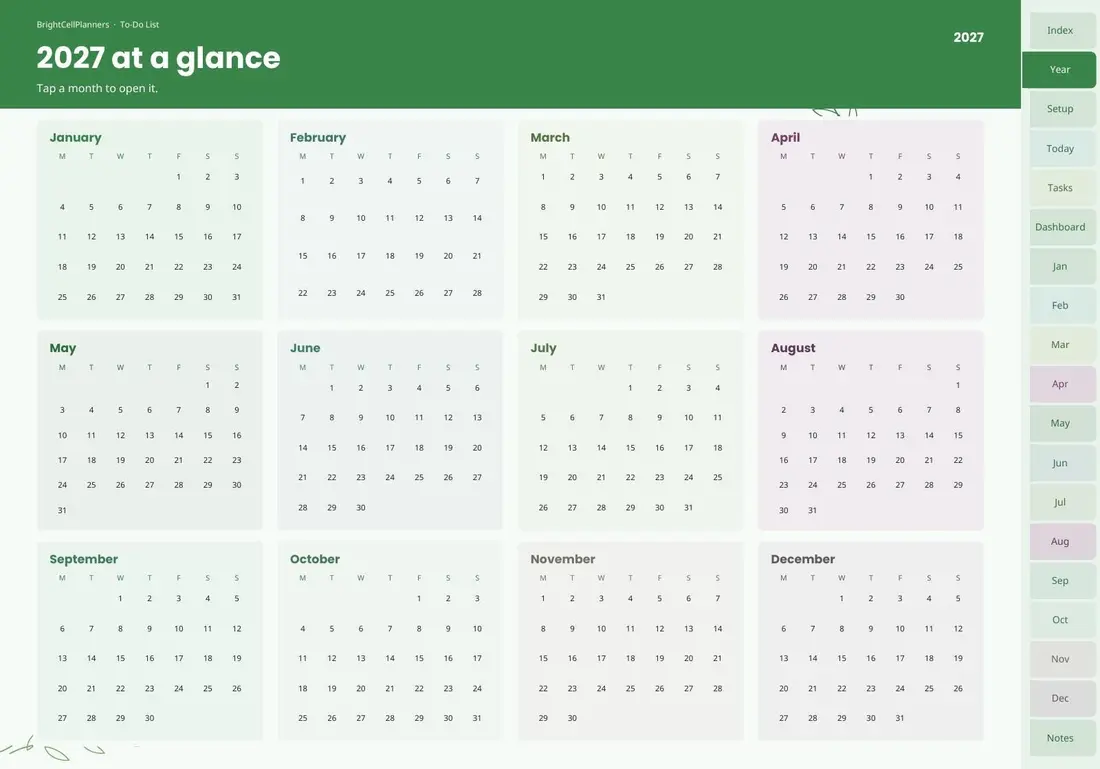 BrightCellPlanners · To-Do List
2027 at a glance
Tap a month to open it.
2027
January
M T W T F S S
1 2 3
4 5 6 7 8 9 10
11 12 13 14 15 16 17
18 19 20 21 22 23 24
25 26 27 28 29 30 31
February
M T W T F S S
1 2 3 4 5 6 7
8 9 10 11 12 13 14
15 16 17 18 19 20 21
22 23 24 25 26 27 28
March
M T W T F S S
1 2 3 4 5 6 7
8 9 10 11 12 13 14
15 16 17 18 19 20 21
22 23 24 25 26 27 28
29 30 31
April
M T W T F S S
1 2 3 4
5 6 7 8 9 10 11
12 13 14 15 16 17 18
19 20 21 22 23 24 25
26 27 28 29 30
May
M T W T F S S
1 2
3 4 5 6 7 8 9
10 11 12 13 14 15 16
17 18 19 20 21 22 23
24 25 26 27 28 29 30
31
June
M T W T F S S
1 2 3 4 5 6
7 8 9 10 11 12 13
14 15 16 17 18 19 20
21 22 23 24 25 26 27
28 29 30
July
M T W T F S S
1 2 3 4
5 6 7 8 9 10 11
12 13 14 15 16 17 18
19 20 21 22 23 24 25
26 27 28 29 30 31
August
M T W T F S S
1
2 3 4 5 6 7 8
9 10 11 12 13 14 15
16 17 18 19 20 21 22
23 24 25 26 27 28 29
30 31
September
M T W T F S S
1 2 3 4 5
6 7 8 9 10 11 12
13 14 15 16 17 18 19
20 21 22 23 24 25 26
27 28 29 30
October
M T W T F S S
1 2 3
4 5 6 7 8 9 10
11 12 13 14 15 16 17
18 19 20 21 22 23 24
25 26 27 28 29 30 31
November
M T W T F S S
1 2 3 4 5 6 7
8 9 10 11 12 13 14
15 16 17 18 19 20 21
22 23 24 25 26 27 28
29 30
December
M T W T F S S
1 2 3 4 5
6 7 8 9 10 11 12
13 14 15 16 17 18 19
20 21 22 23 24 25 26
27 28 29 30 31
Index
Year
Setup
Today
Tasks
Dashboard
Jan
Feb
Mar
Apr
May
Jun
Jul
Aug
Sep
Oct
Nov
Dec
Notes